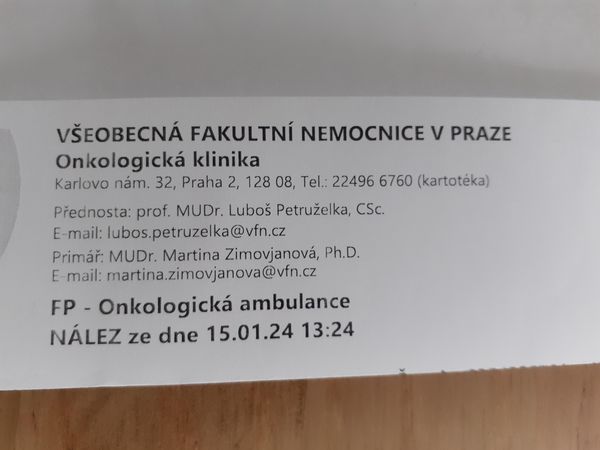 VŠEOBECNÁ FAKULTNÍ NEMOCNICE V PRAZE
Onkologická klinika
Karlovo nám. 32, Praha 2, 128 08, Tel.: 22496 6760 (kartotéka)
Přednosta: prof. MUDr. Luboš Petruželka, CSc.
E-mail: lubos.petruzelka@vfn.cz
Primář: MUDr. Martina Zimovjanová, Ph.D.
E-mail: martina.zimovjanova@vfn.cz
FP - Onkologická ambulance
NÁLEZ ze dne 15.01.24 13:24